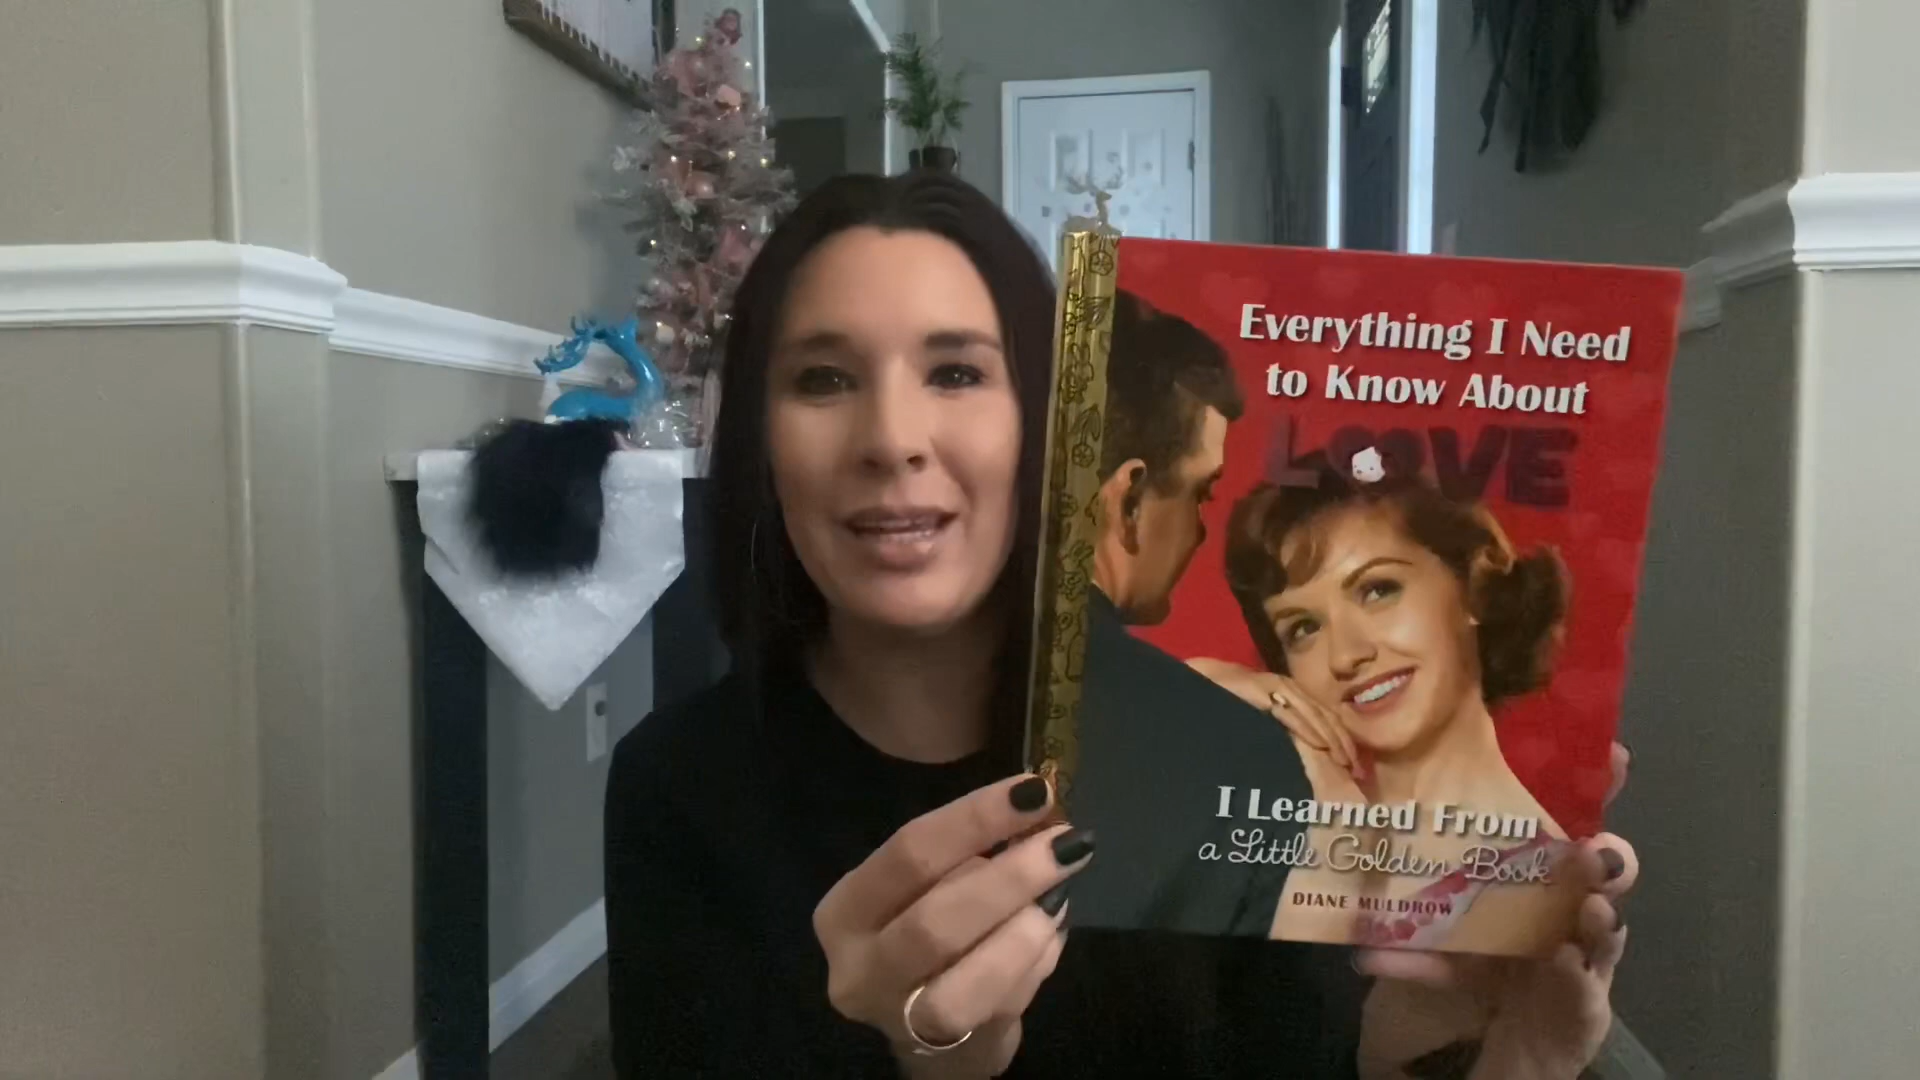 Everything I Need
to Know About
LOVE
I Learned From
a Little Golden Book
DIANE MULDROW